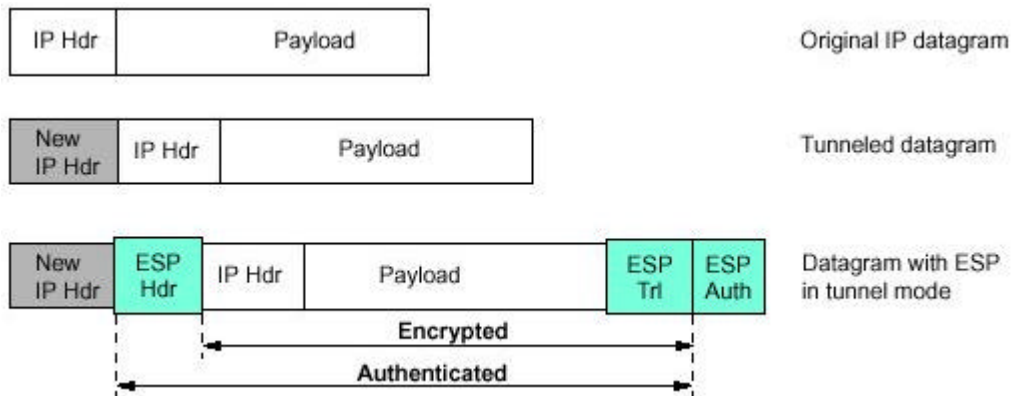 IP Hdr Payload Original IP datagram
New
IP Hdr IP Hdr Payload Tunneled datagram
New
IP Hdr ESP
Hdr IP Hdr Payload ESP
Trl ESP
Auth Datagram with ESP
in tunnel mode
Encrypted
Authenticated